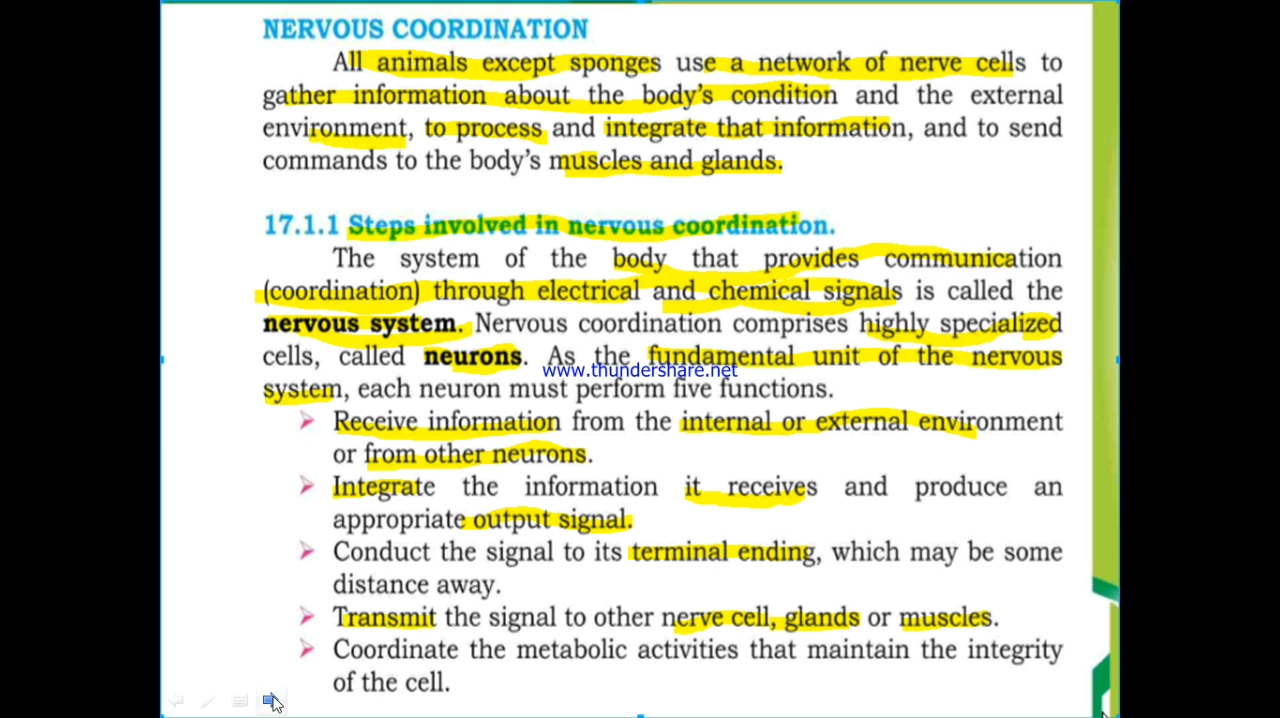 NERVOUS COORDINATION
All animals except sponges use a network of nerve cells to
gather information about the body's condition and the external
environment, to process and integrate that information, and to send
commands to the body's muscles and glands.
17.1.1 Steps involved in nervous coordination.
The system of the body that provides communication
(coordination) through electrical and chemical signals is called the
nervous system. Nervous coordination comprises highly specialized
cells, called neurons. As the fundamental unit of the nervous
www.thundershare.net
system, each neuron must perform five functions.
➢ Receive information from the internal or external environment
or from other neurons.
➢ Integrate the information it receives and produce an
appropriate output signal.
➢ Conduct the signal to its terminal ending, which may be some
distance away.
➢ Transmit the signal to other nerve cell, glands or muscles.
➢ Coordinate the metabolic activities that maintain the integrity
of the cell.